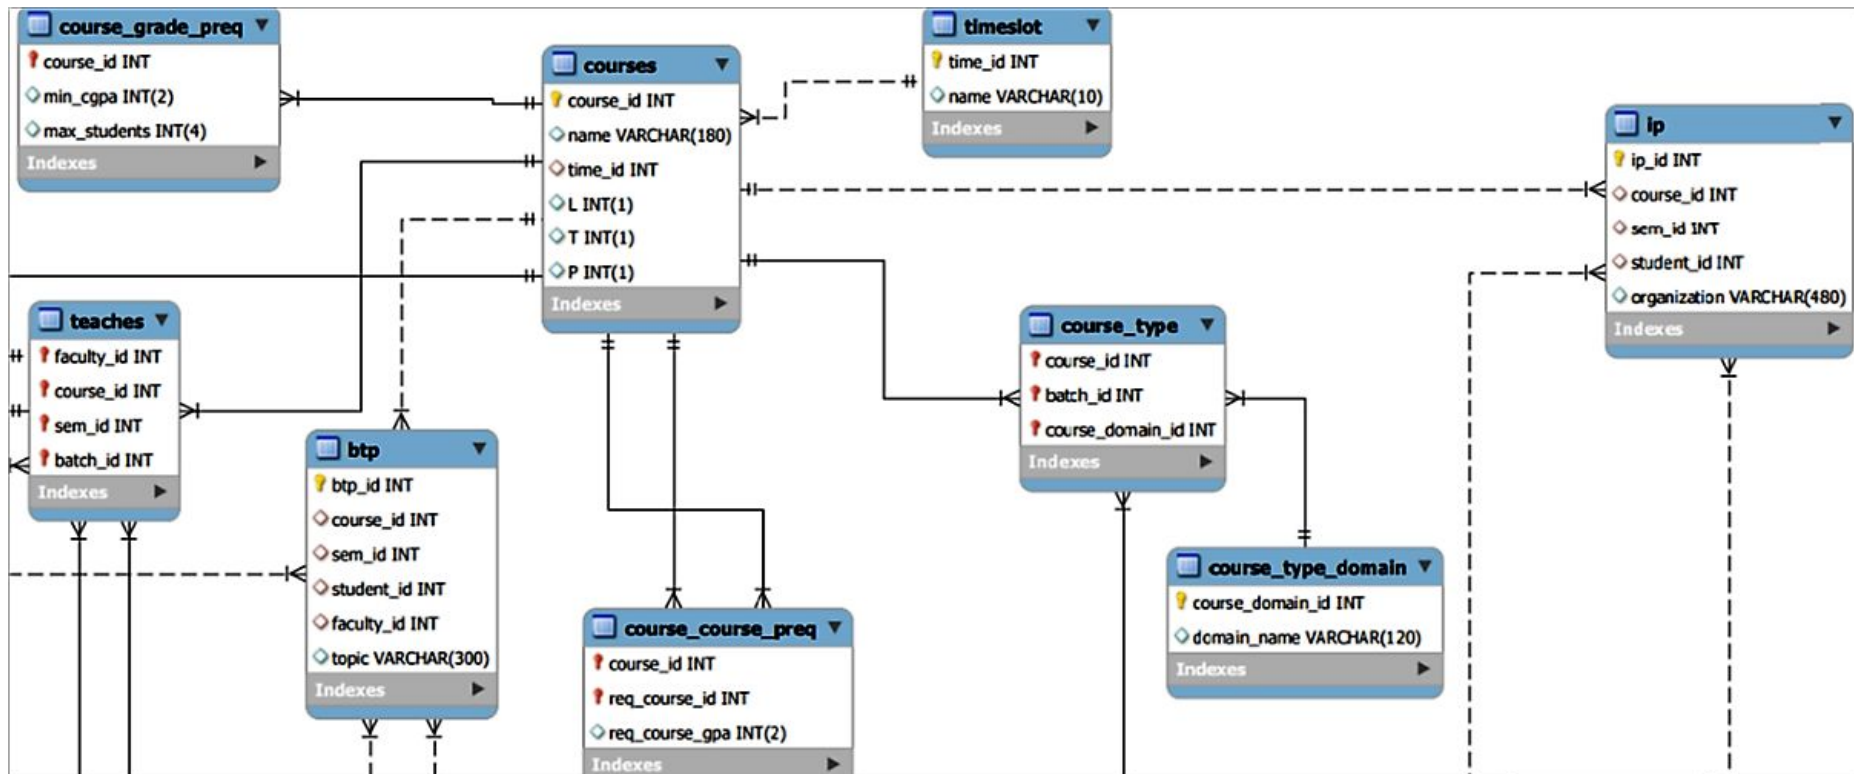 course_grade_preq
course_id INT
min_cgpa INT(2)
max_students INT(4)
Indexes
courses
course_id INT
name VARCHAR(180)
time_id INT
L INT(1)
T INT(1)
P INT(1)
Indexes
timeslot
time_id INT
name VARCHAR(10)
Indexes
ip
ip_id INT
course_id INT
sem_id INT
student_id INT
organization VARCHAR(480)
Indexes
teaches
faculty_id INT
course_id INT
sem_id INT
batch_id INT
Indexes
btp
btp_id INT
course_id INT
sem_id INT
student_id INT
faculty_id INT
topic VARCHAR(300)
Indexes
course_course_preq
course_id INT
req_course_id INT
req_course_gpa INT(2)
Indexes
course_type
course_id INT
batch_id INT
course_domain_id INT
Indexes
course_type_domain
course_domain_id INT
domain_name VARCHAR(120)
Indexes